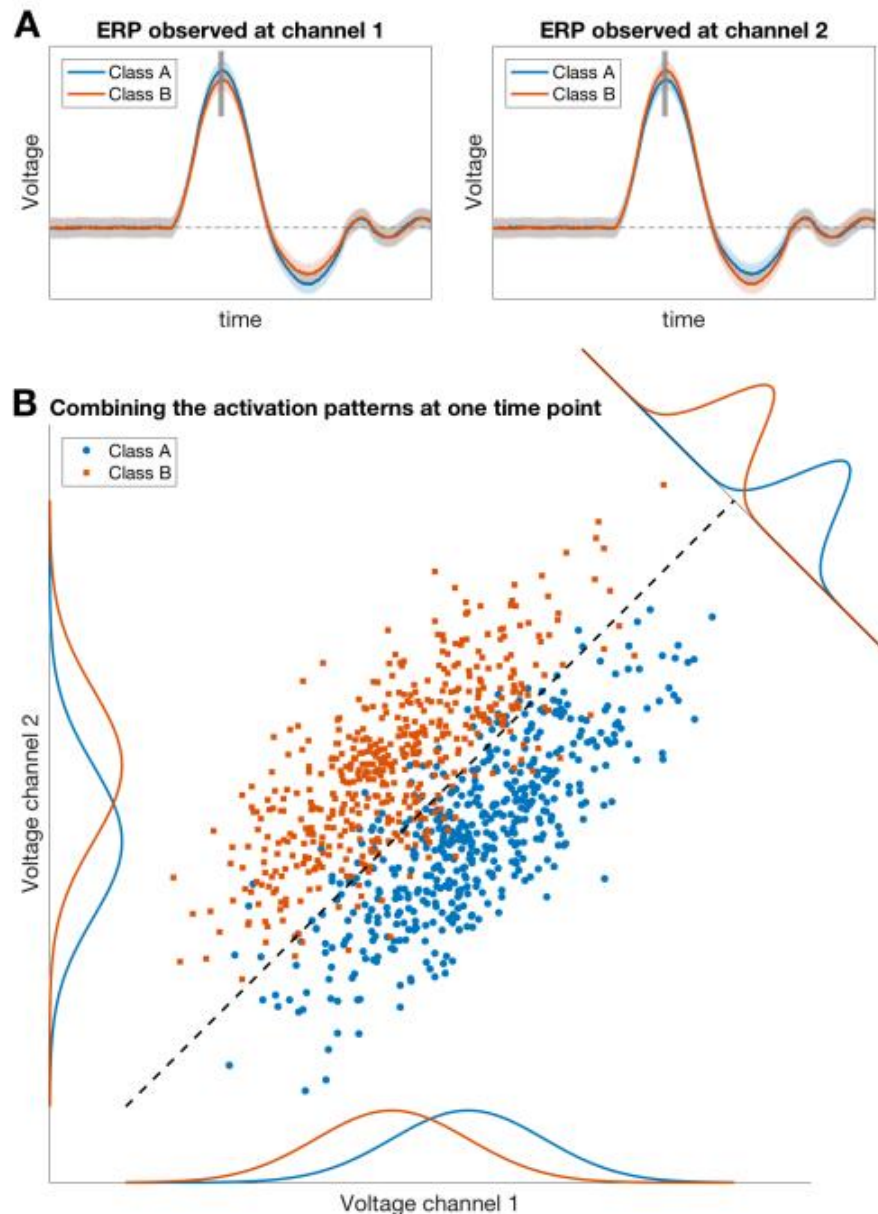 A
ERP observed at channel 1
Class A
Class B
Voltage
time
ERP observed at channel 2
Class A
Class B
Voltage
time
B Combining the activation patterns at one time point
Class A
Class B
Voltage channel 2
Voltage channel 1